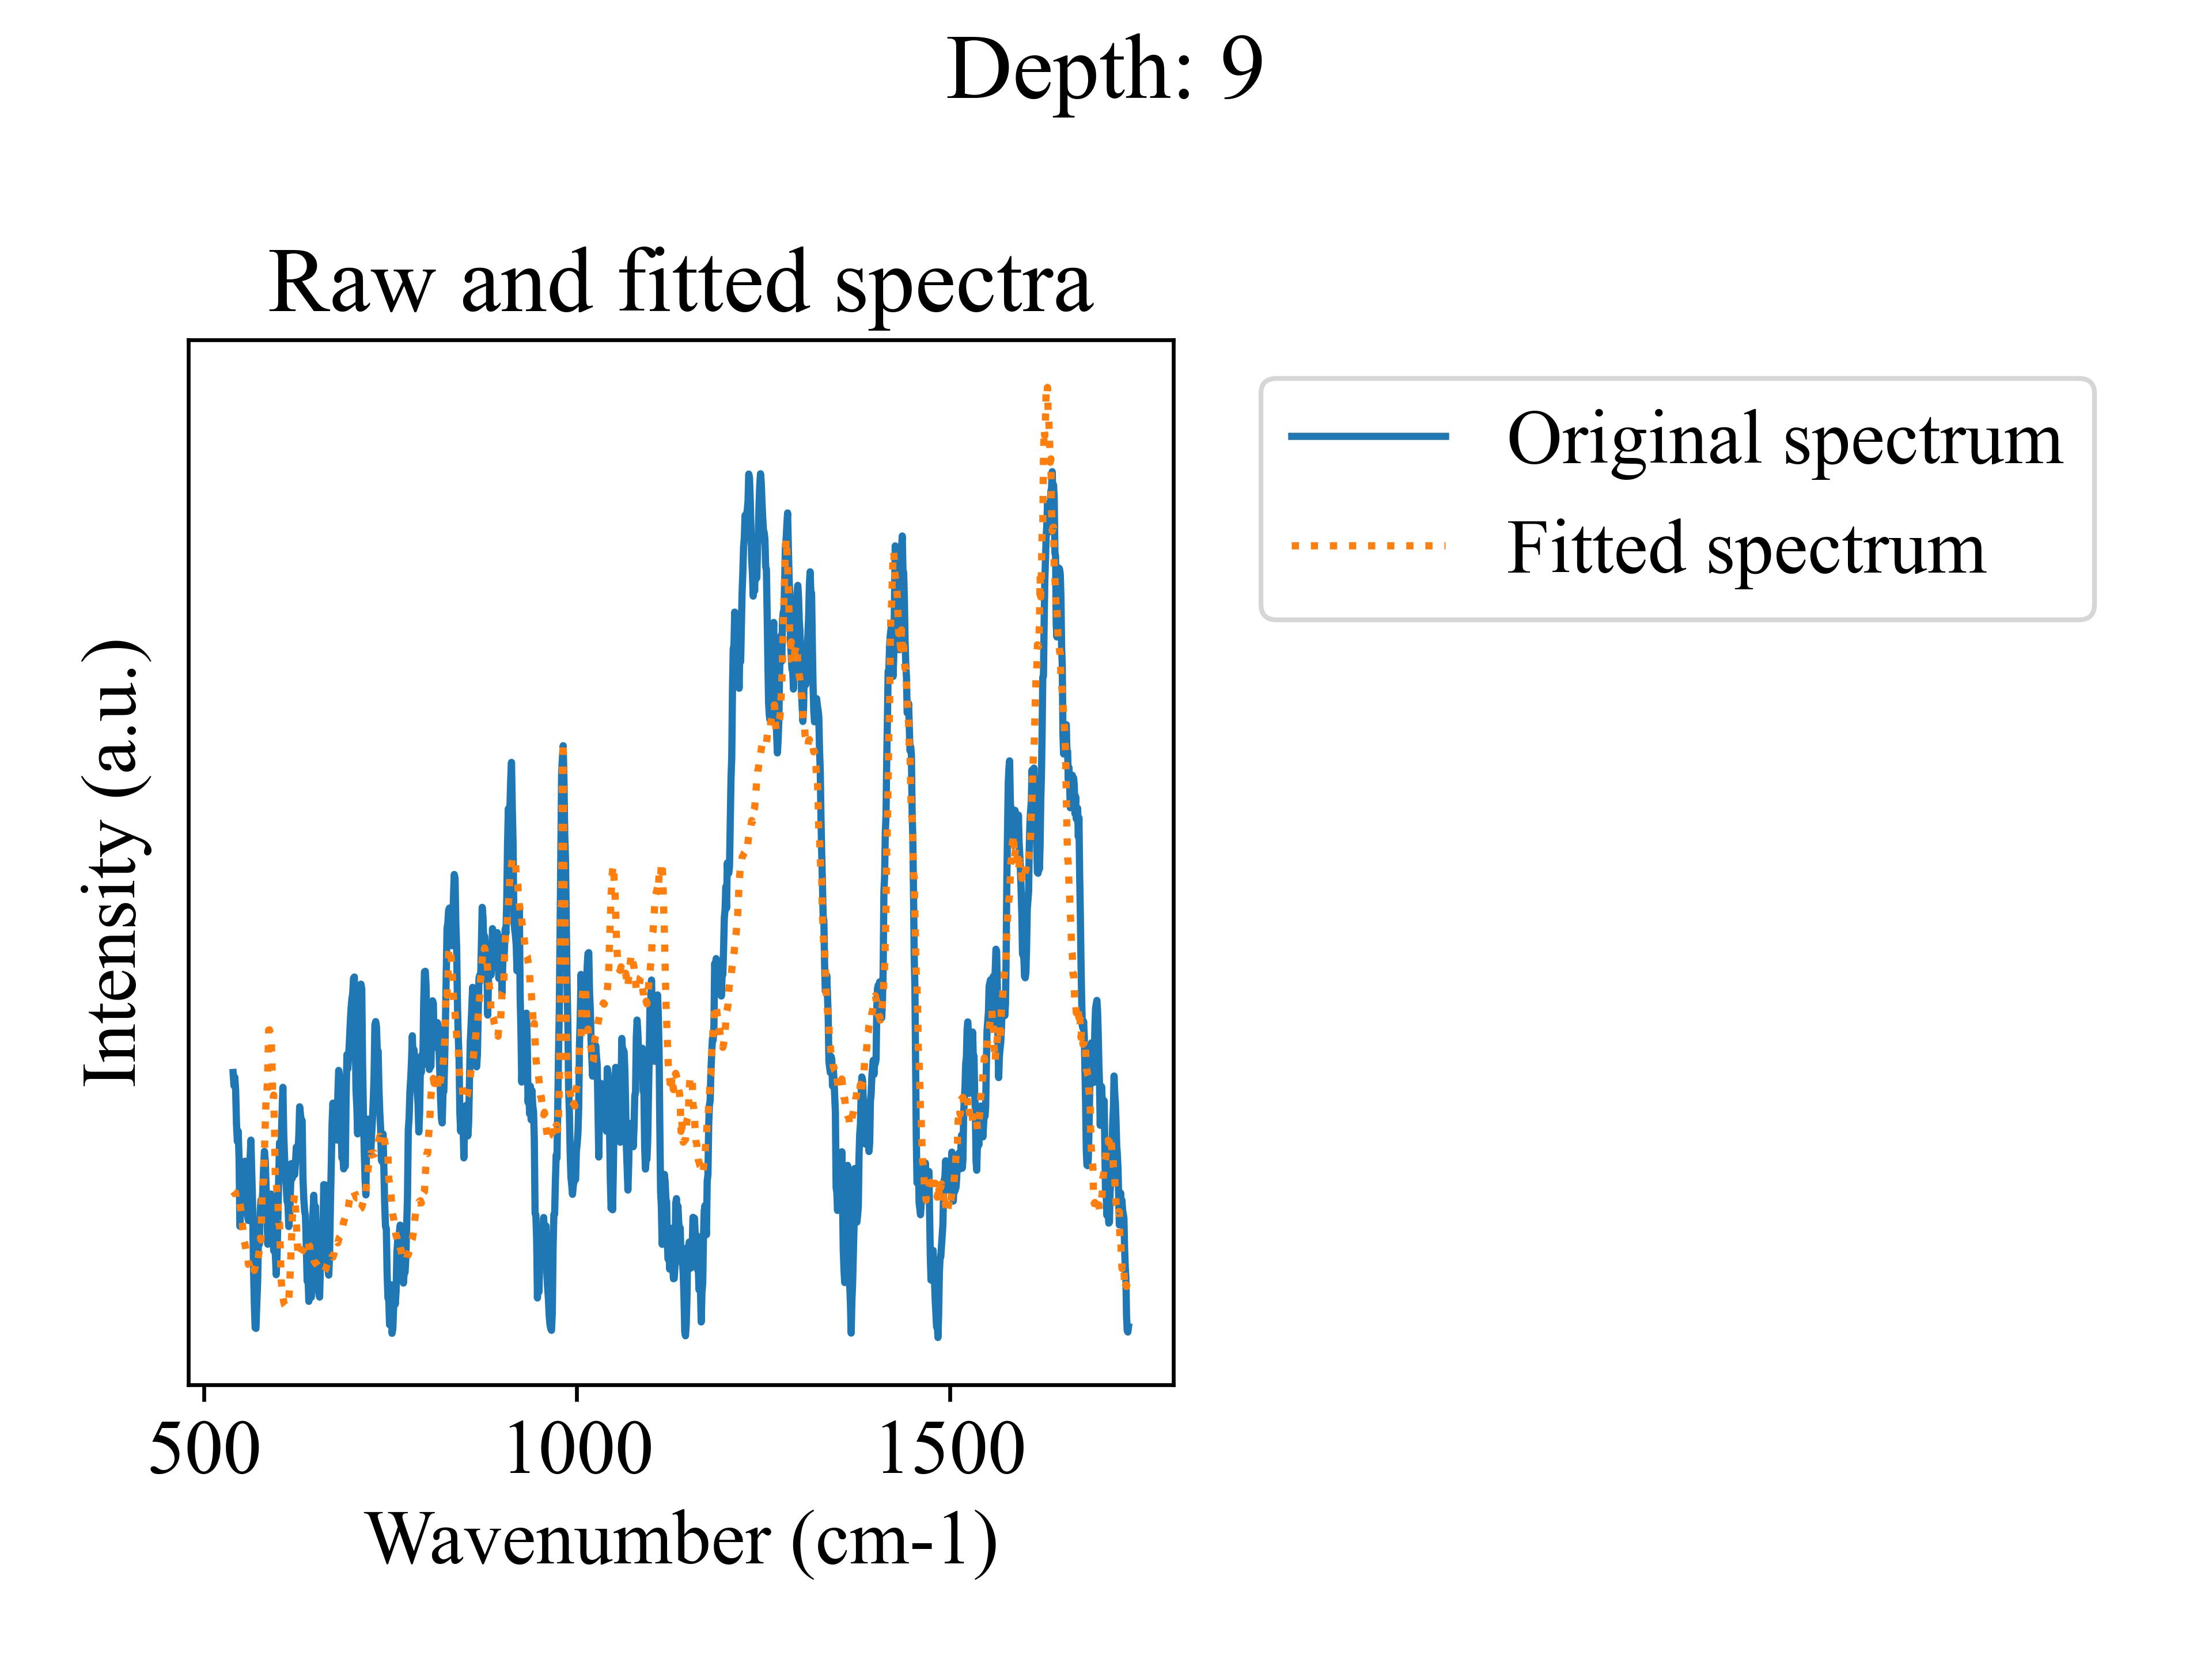 Depth: 9
Raw and fitted spectra
Original spectrum
Fitted spectrum
Intensity (a.u.)
500 1000 1500
Wavenumber (cm-1)